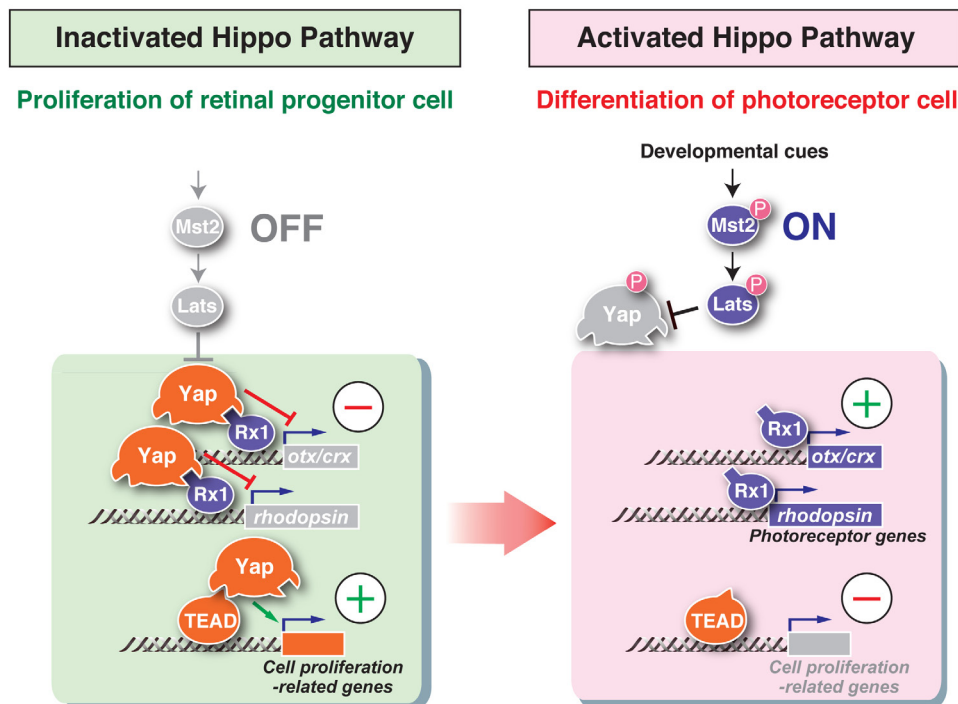 Inactivated Hippo Pathway
Proliferation of retinal progenitor cell
Mst2
OFF
Lats
Yap
Rx1
otx/crx
Yap
Rx1
rhodopsin
Yap
TEAD
Cell proliferation
-related genes
Activated Hippo Pathway
Differentiation of photoreceptor cell
Developmental cues
P
Mst2
ON
P
Lats
P
Yap
Rx1
otx/crx
Rx1
rhodopsin
Photoreceptor genes
TEAD
Cell proliferation
-related genes